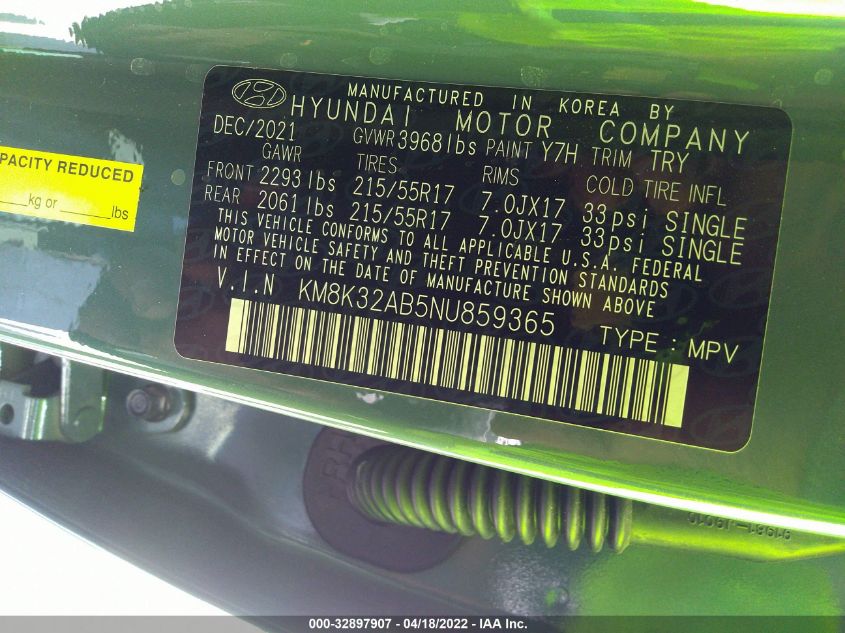 MANUFACTURED IN KOREA BY
HYUNDAI MOTOR COMPANY
DEC/2021 GVWR 3968 lbs PAINT Y7H TRIM TRY
GAWR TIRES RIMS COLD TIRE INFL
FRONT 2293 lbs 215/55R17 7.0JX17 33psi SINGLE
REAR 2061 lbs 215/55R17 7.0JX17 33psi SINGLE
THIS VEHICLE CONFORMS TO ALL APPLICABLE U.S.A. FEDERAL
MOTOR VEHICLE SAFETY AND THEFT PREVENTION STANDARDS
IN EFFECT ON THE DATE OF MANUFACTURE SHOWN ABOVE
V.I.N KM8K32AB5NU859365
TYPE : MPV
PACITY REDUCED
kg or lbs
RH
000-32897907 - 04/18/2022 - IAA Inc.